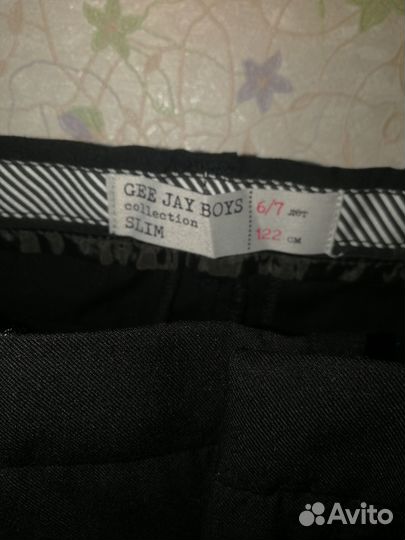 GEE JAY BOYS
collection
SLIM
6/7 лет
122 см
Avito